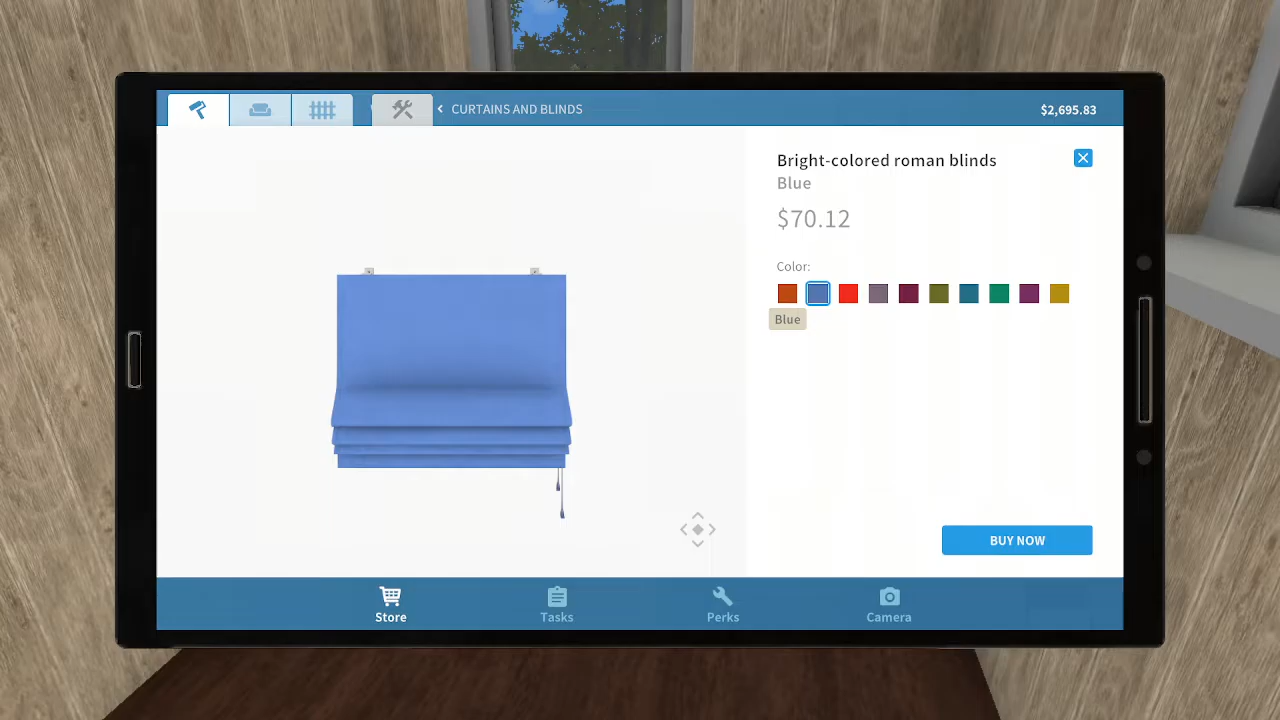 CURTAINS AND BLINDS
$2,695.83
Bright-colored roman blinds
Blue
$70.12
Color:
Blue
BUY NOW
Store
Tasks
Perks
Camera